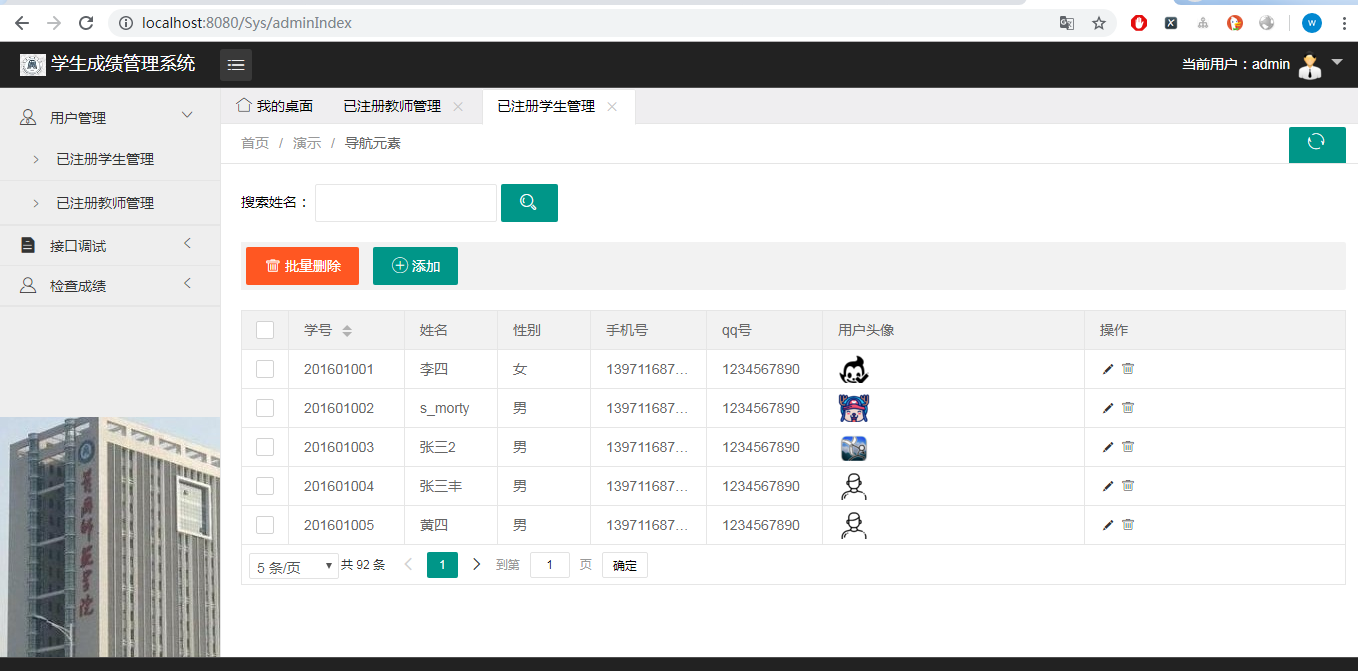 localhost:8080/Sys/adminIndex
W
学生成绩管理系统
当前用户：admin
用户管理
已注册学生管理
已注册教师管理
接口调试
检查成绩
我的桌面 已注册教师管理 已注册学生管理
首页 / 演示 / 导航元素
搜索姓名：
批量删除 添加
学号 姓名 性别 手机号 qq号 用户头像 操作
201601001 李四 女 139711687... 1234567890
201601002 s_morty 男 139711687... 1234567890
201601003 张三2 男 139711687... 1234567890
201601004 张三丰 男 139711687... 1234567890
201601005 黄四 男 139711687... 1234567890
5 条/页 共 92 条 1 到第 1 页 确定
黄冈师范学院